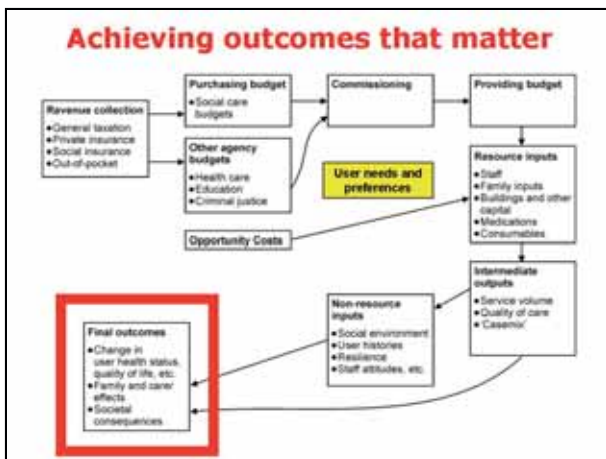 Achieving outcomes that matter
Revenue collection
●General taxation
●Private insurance
●Social insurance
●Out-of-pocket
Purchasing budget
●Social care
budgets
Other agency
budgets
●Health care
●Education
●Criminal justice
Opportunity Costs
Commissioning
User needs and
preferences
Providing budget
Resource inputs
●Staff
●Family inputs
●Buildings and other
capital
●Medications
●Consumables
Intermediate
outputs
●Service volume
●Quality of care
●'Casemix'
Non-resource
inputs
●Social environment
●User histories
●Resilience
●Staff attitudes, etc.
Final outcomes
●Change in
user health status,
quality of life, etc.
●Family and carer
effects
●Societal
consequences